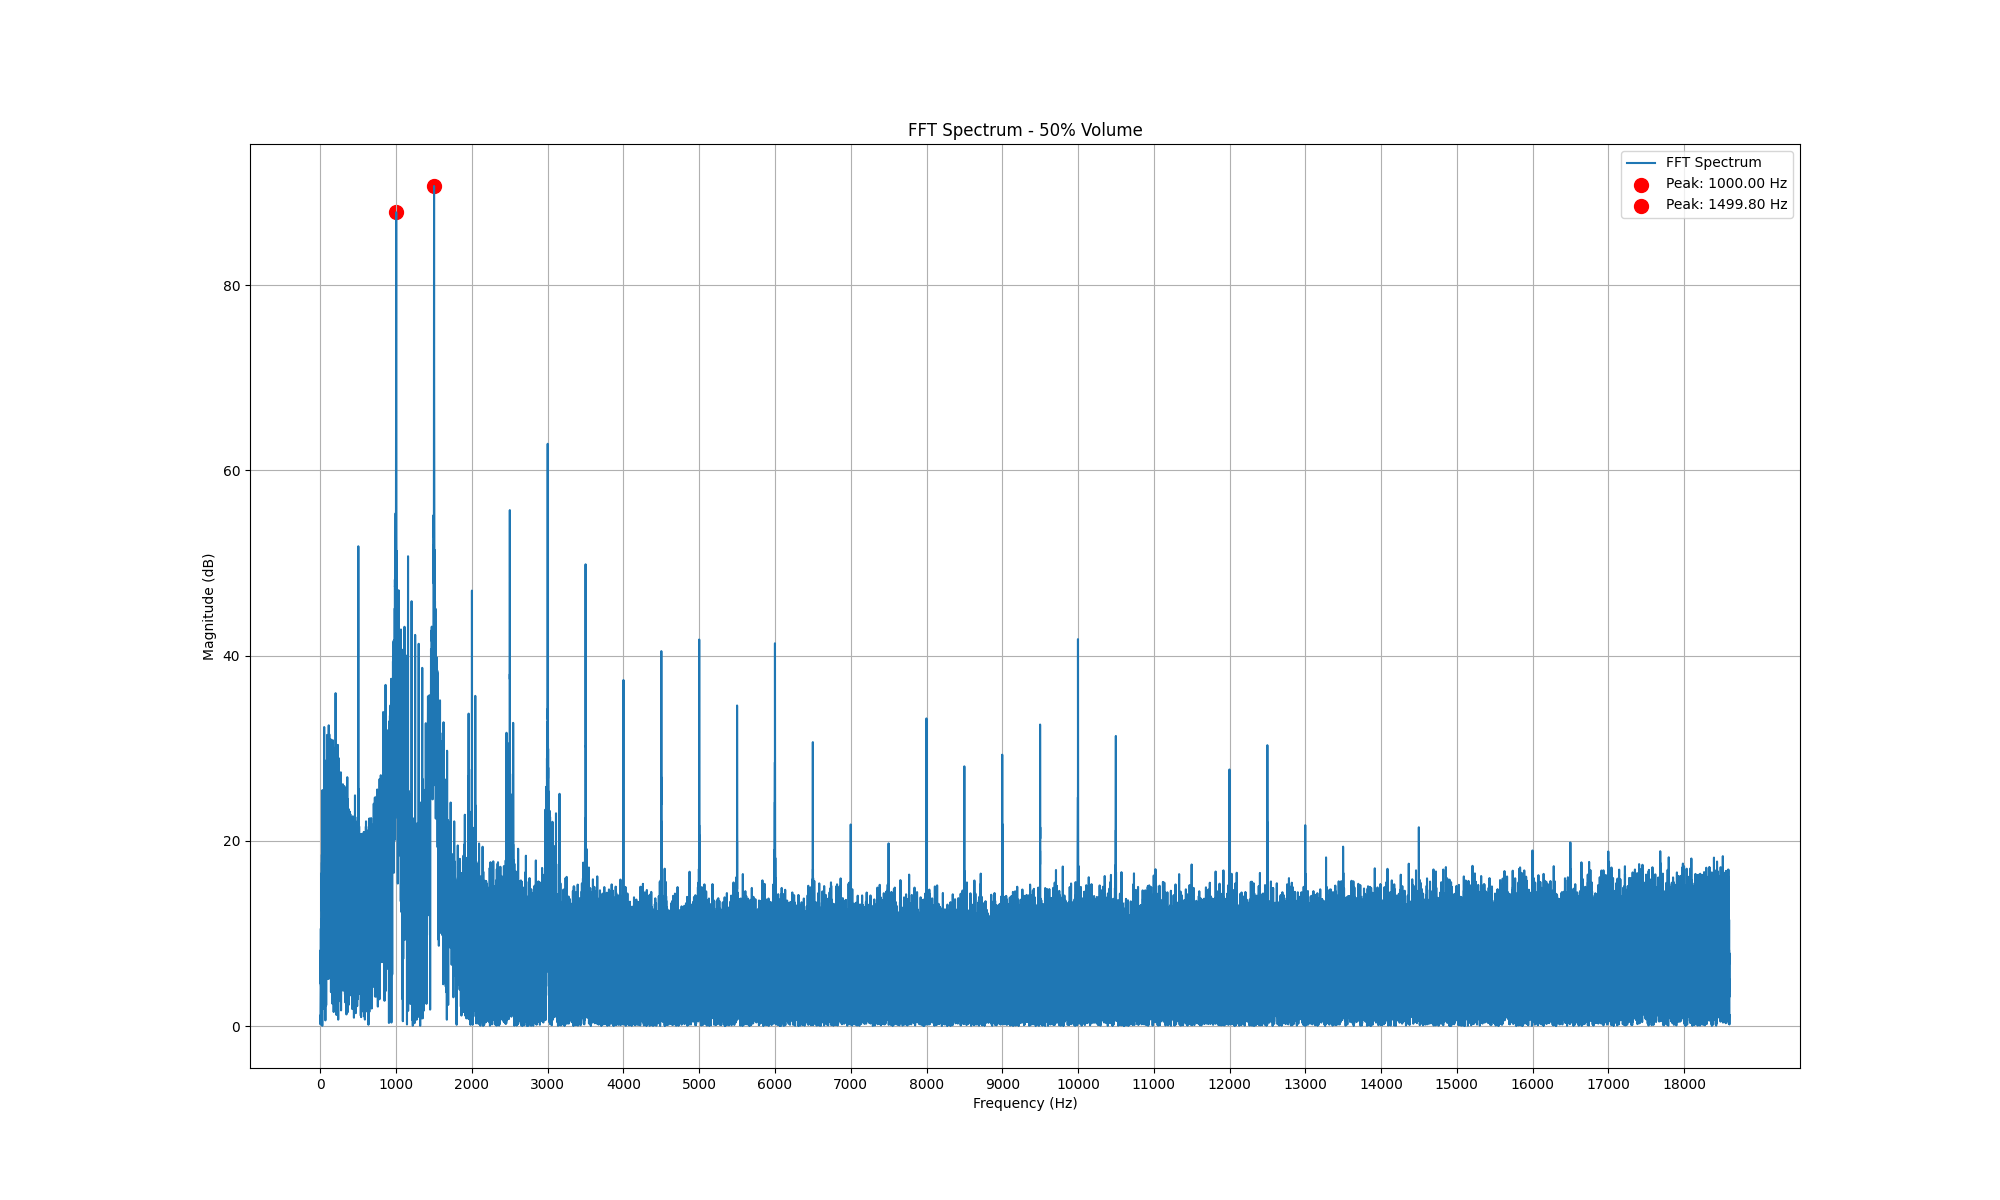 FFT Spectrum - 50% Volume
FFT Spectrum
Peak: 1000.00 Hz
Peak: 1499.80 Hz
80
60
40
20
0
Magnitude (dB)
0 1000 2000 3000 4000 5000 6000 7000 8000 9000 10000 11000 12000 13000 14000 15000 16000 17000 18000
Frequency (Hz)